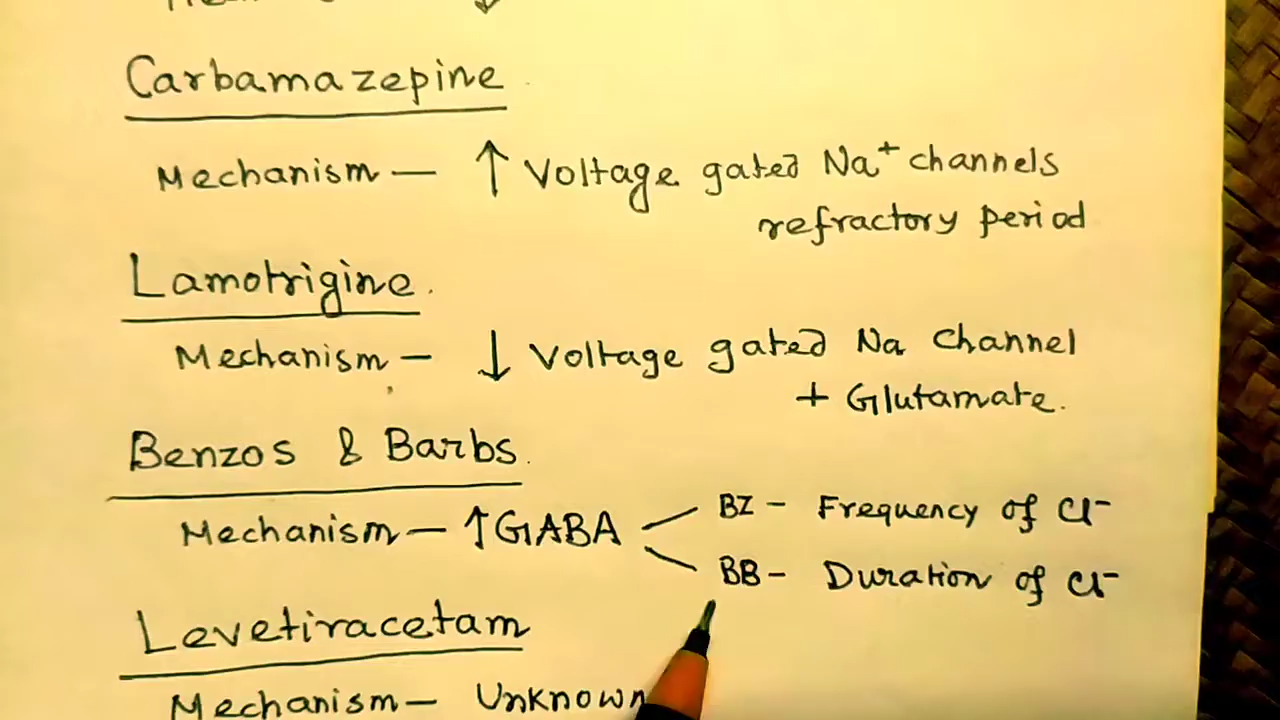 Carbamazepine
Mechanism — ↑ Voltage gated Na⁺ channels
refractory period
Lamotrigine.
Mechanism — ↓ Voltage gated Na Channel
+ Glutamate.
Benzos & Barbs.
Mechanism — ↑GABA
BZ - Frequency of Cl⁻
BB - Duration of Cl⁻
Levetiracetam
Mechanism — Unknown